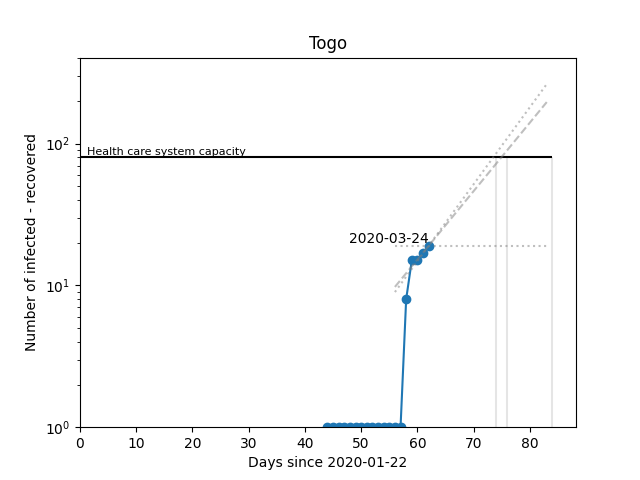 Togo
Number of infected - recovered
10²
Health care system capacity
2020-03-24
10¹
10⁰
0 10 20 30 40 50 60 70 80
Days since 2020-01-22